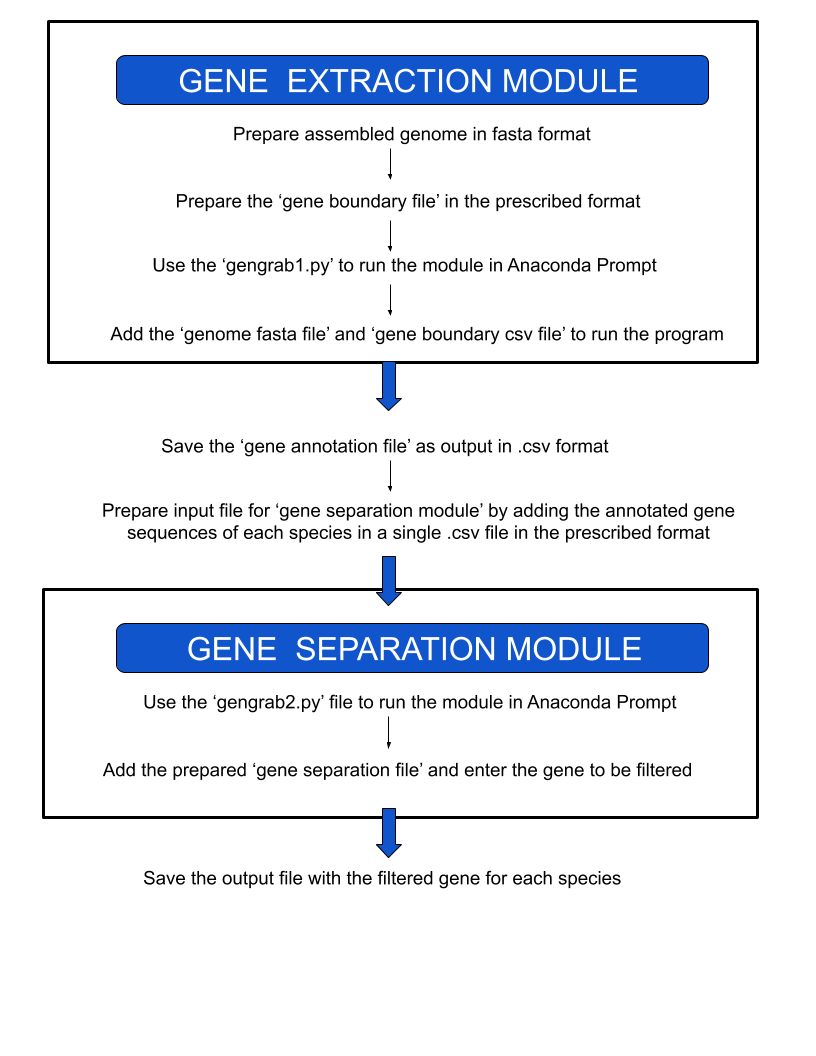 GENE  EXTRACTION MODULE
Prepare assembled genome in fasta format
Prepare the ‘gene boundary file’ in the prescribed format
Use the ‘gengrab1.py’ to run the module in Anaconda Prompt
Add the ‘genome fasta file’ and ‘gene boundary csv file’ to run the program
Save the ‘gene annotation file’ as output in .csv format
Prepare input file for ‘gene separation module’ by adding the annotated gene
sequences of each species in a single .csv file in the prescribed format
GENE  SEPARATION MODULE
Use the ‘gengrab2.py’ file to run the module in Anaconda Prompt
Add the prepared ‘gene separation file’ and enter the gene to be filtered
Save the output file with the filtered gene for each species